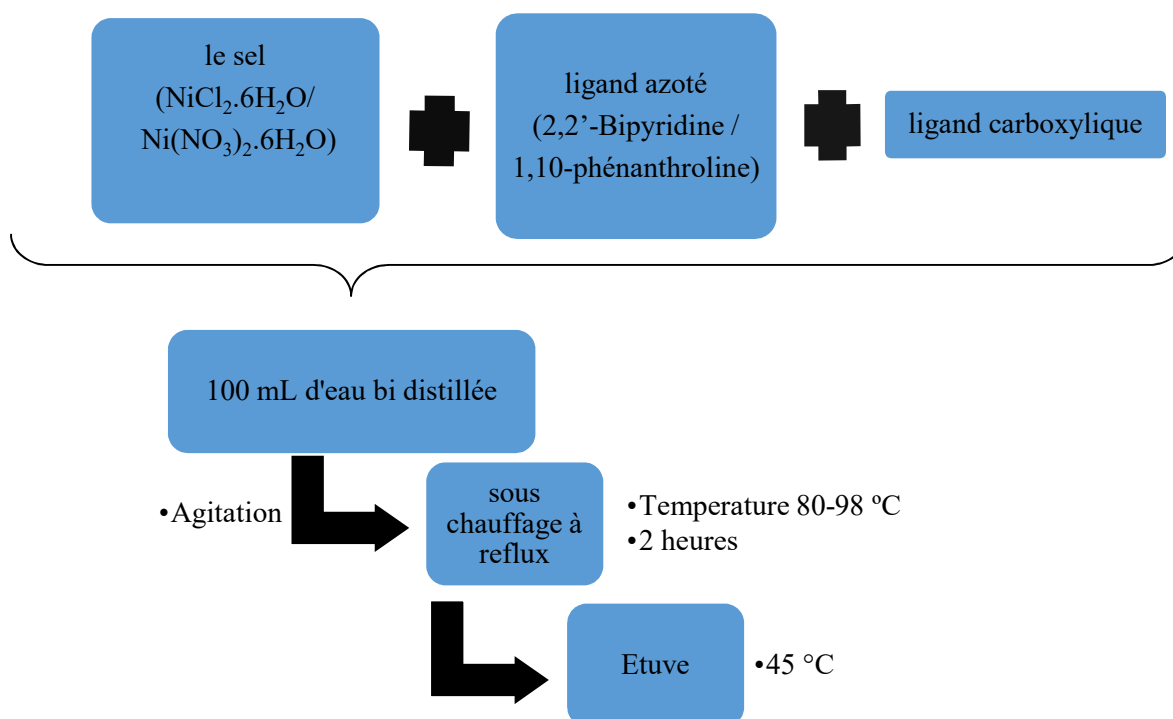 le sel
(NiCl₂.6H₂O/
Ni(NO₃)₂.6H₂O)
ligand azoté
(2,2’-Bipyridine /
1,10-phénanthroline)
ligand carboxylique
100 mL d'eau bi distillée
•Agitation
sous
chauffage à
reflux
•Temperature 80-98 ºC
•2 heures
Etuve
•45 °C